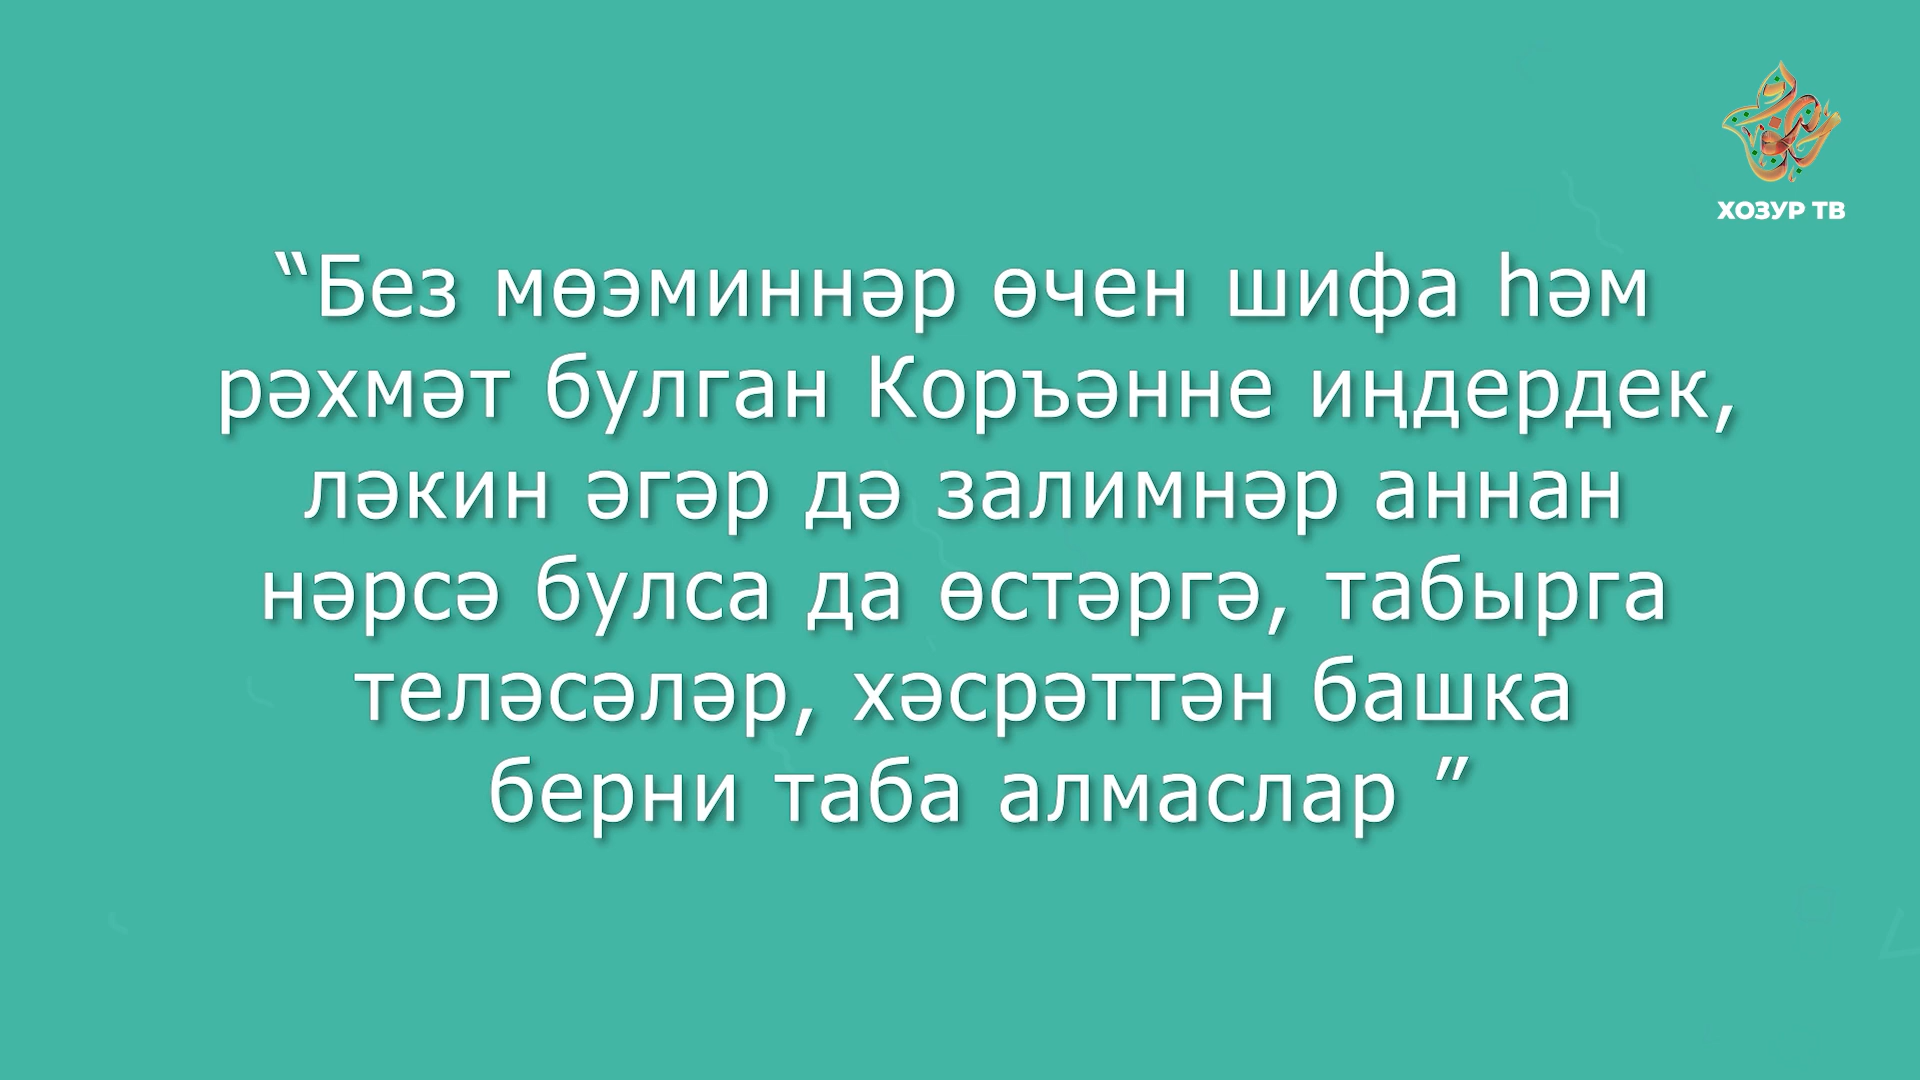 ХОЗУР ТВ
“Без мөэминнәр өчен шифа һәм
рәхмәт булган Коръәнне иңдердек,
ләкин әгәр дә залимнәр аннан
нәрсә булса да өстәргә, табырга
теләсәләр, хәсрәттән башка
берни таба алмаслар ”